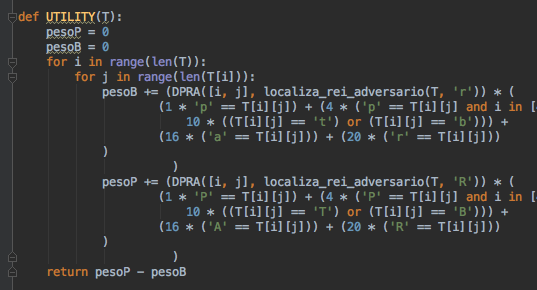 def UTILITY(T):
    pesoP = 0
    pesoB = 0
    for i in range(len(T)):
        for j in range(len(T[i])):
            pesoB += (DPRA([i, j], localiza_rei_adversario(T, 'r')) * (
                    (1 * 'p' == T[i][j]) + (4 * ('p' == T[i][j] and i in [
                        10 * ((T[i][j] == 't') or (T[i][j] == 'b'))) +
                    (16 * ('a' == T[i][j])) + (20 * ('r' == T[i][j]))
            )
                      )
            pesoP += (DPRA([i, j], localiza_rei_adversario(T, 'R')) * (
                    (1 * 'P' == T[i][j]) + (4 * ('P' == T[i][j] and i in [
                        10 * ((T[i][j] == 'T') or (T[i][j] == 'B'))) +
                    (16 * ('A' == T[i][j])) + (20 * ('R' == T[i][j]))
            )
                      )
    return pesoP - pesoB